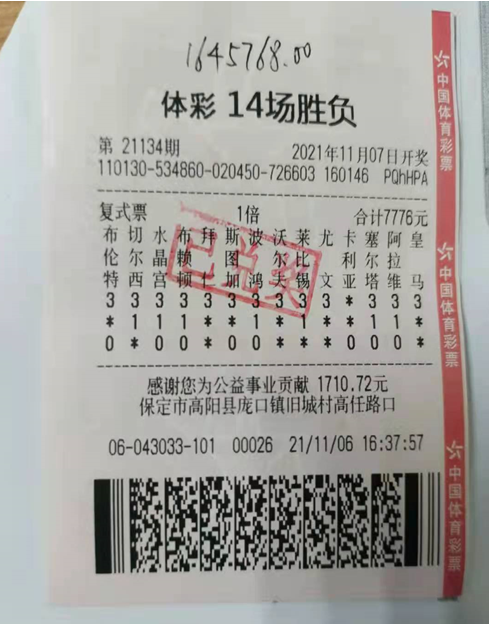 1645768.00
体彩 14场胜负
第 21134期 2021年11月07日开奖
110130-534860-020450-726603 160146 PQhHPA
复式票 1倍 合计7776元
布 切 水 布 拜 斯 波 沃 莱 尤 卡 塞 阿 皇
伦 尔 晶 赖 图 尔 比 利 尔 拉
特 西 宫 顿 仁 加 鸿 夫 锡 文 亚 塔 维 马
3 3 3 3 3 3 3 3 3 3 * 3 3 3
* 1 1 1 * * 1 * 1 * * 1 1 *
0 * 0 0 * 0 0 * * * 0 0 0 *
已兑奖
感谢您为公益事业贡献 1710.72元
保定市高阳县庞口镇旧城村高任路口
06-043033-101 00026 21/11/06 16:37:57
中国体育彩票
中国体育彩票
中国体育彩票